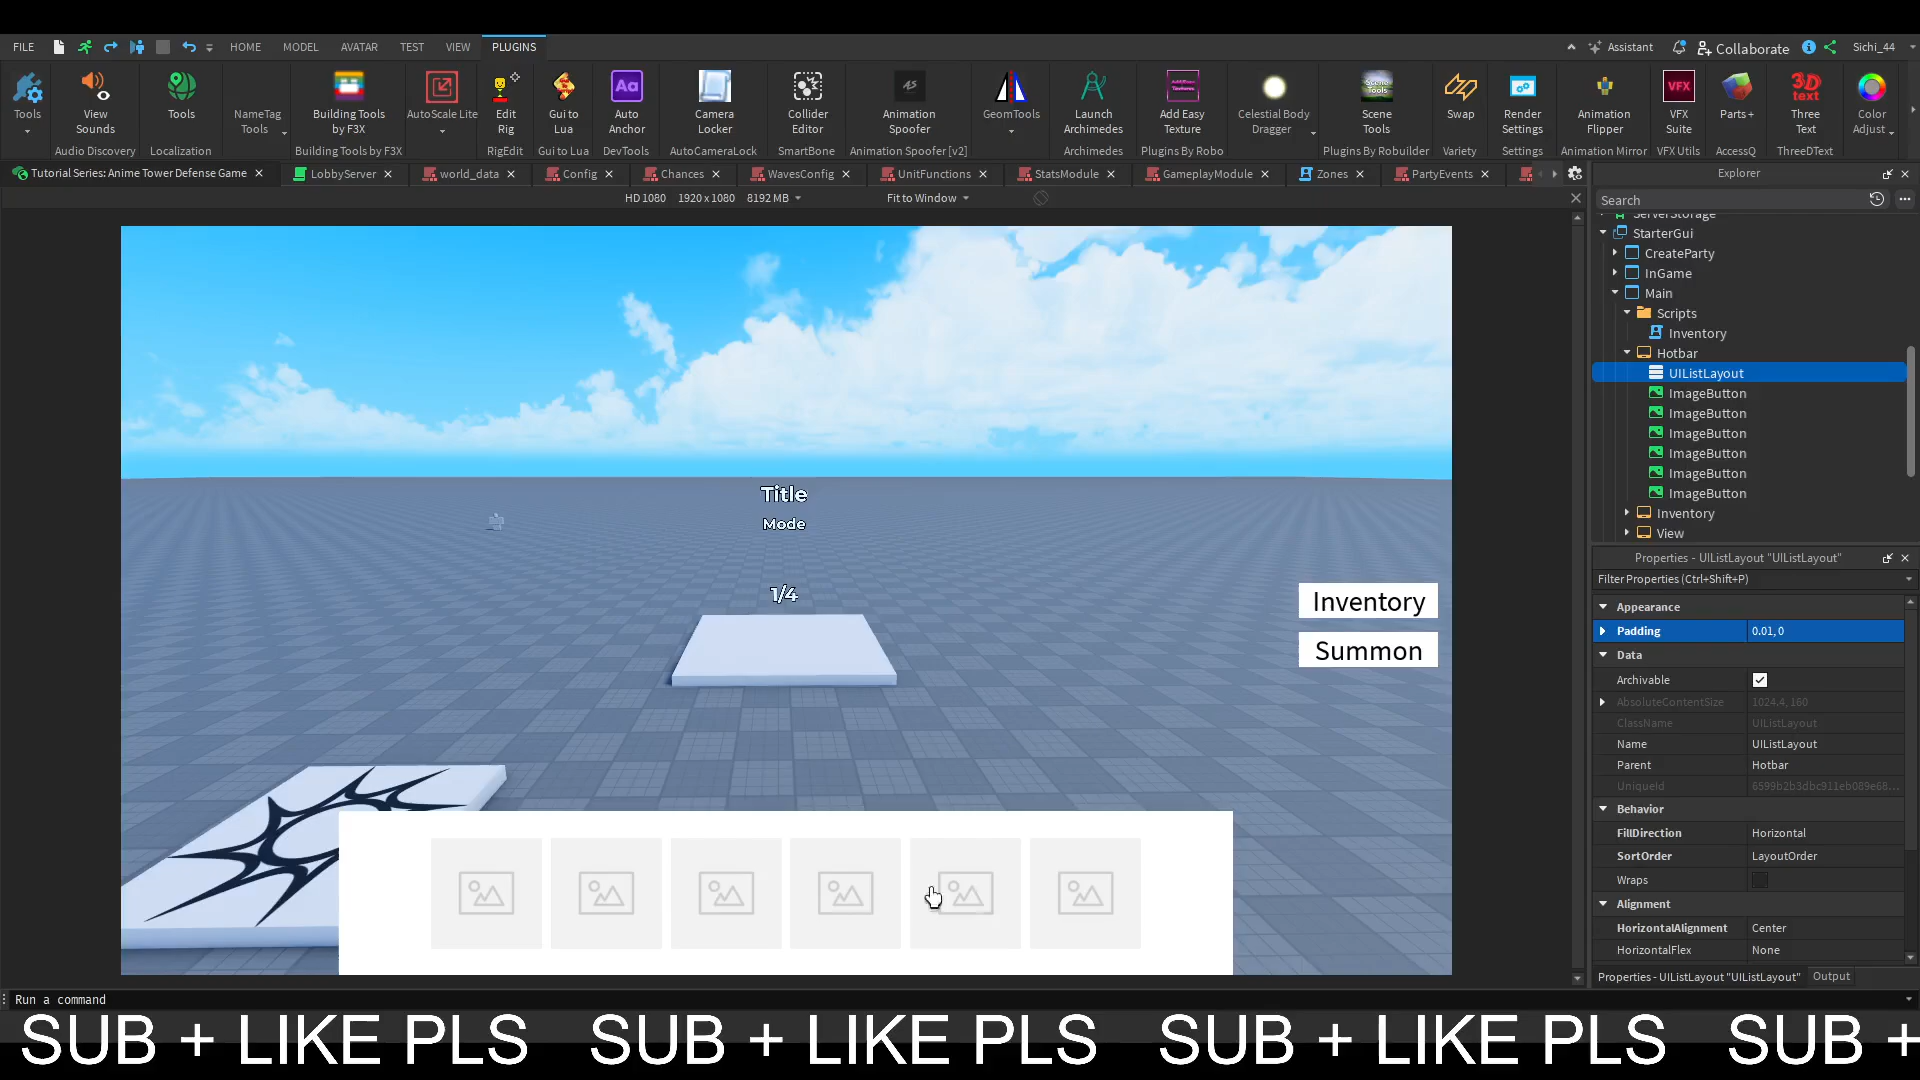 FILE HOME MODEL AVATAR TEST VIEW PLUGINS Assistant Collaborate Sichi_44
Tools View Sounds Tools NameTag Tools Building Tools by F3X AutoScale Lite Edit Rig Gui to Lua Auto Anchor Camera Locker Collider Editor Animation Spoofer GeomTools Launch Archimedes Add Easy Texture Celestial Body Dragger Scene Tools Swap Render Settings Animation Flipper VFX Suite Parts+ Three Text Color Adjust
Audio Discovery Localization Building Tools by F3X RigEdit Gui to Lua DevTools AutoCameraLock SmartBone Animation Spoofer [v2] Archimedes Plugins By Robo Plugins By Robuilder Variety Settings Animation Mirror VFX Utils AccessQ ThreeDText
Tutorial Series: Anime Tower Defense Game LobbyServer world_data Config Chances WavesConfig UnitFunctions StatsModule GameplayModule Zones PartyEvents
HD 1080 1920 x 1080 8192 MB Fit to Window
Title
Mode
1/4
Inventory
Summon
Explorer
Search
ServerStorage
StarterGui
CreateParty
InGame
Main
Scripts
Inventory
Hotbar
UIListLayout
ImageButton
ImageButton
ImageButton
ImageButton
ImageButton
ImageButton
Inventory
View
Properties - UIListLayout "UIListLayout"
Filter Properties (Ctrl+Shift+P)
Appearance
Padding 0.01, 0
Data
Archivable
AbsoluteContentSize 1024.4, 160
ClassName UIListLayout
Name UIListLayout
Parent Hotbar
UniqueId 6599b2b3dbc911eb089e68...
Behavior
FillDirection Horizontal
SortOrder LayoutOrder
Wraps
Alignment
HorizontalAlignment Center
HorizontalFlex None
Properties - UIListLayout "UIListLayout" Output
Run a command
SUB + LIKE PLS SUB + LIKE PLS SUB + LIKE PLS SUB +